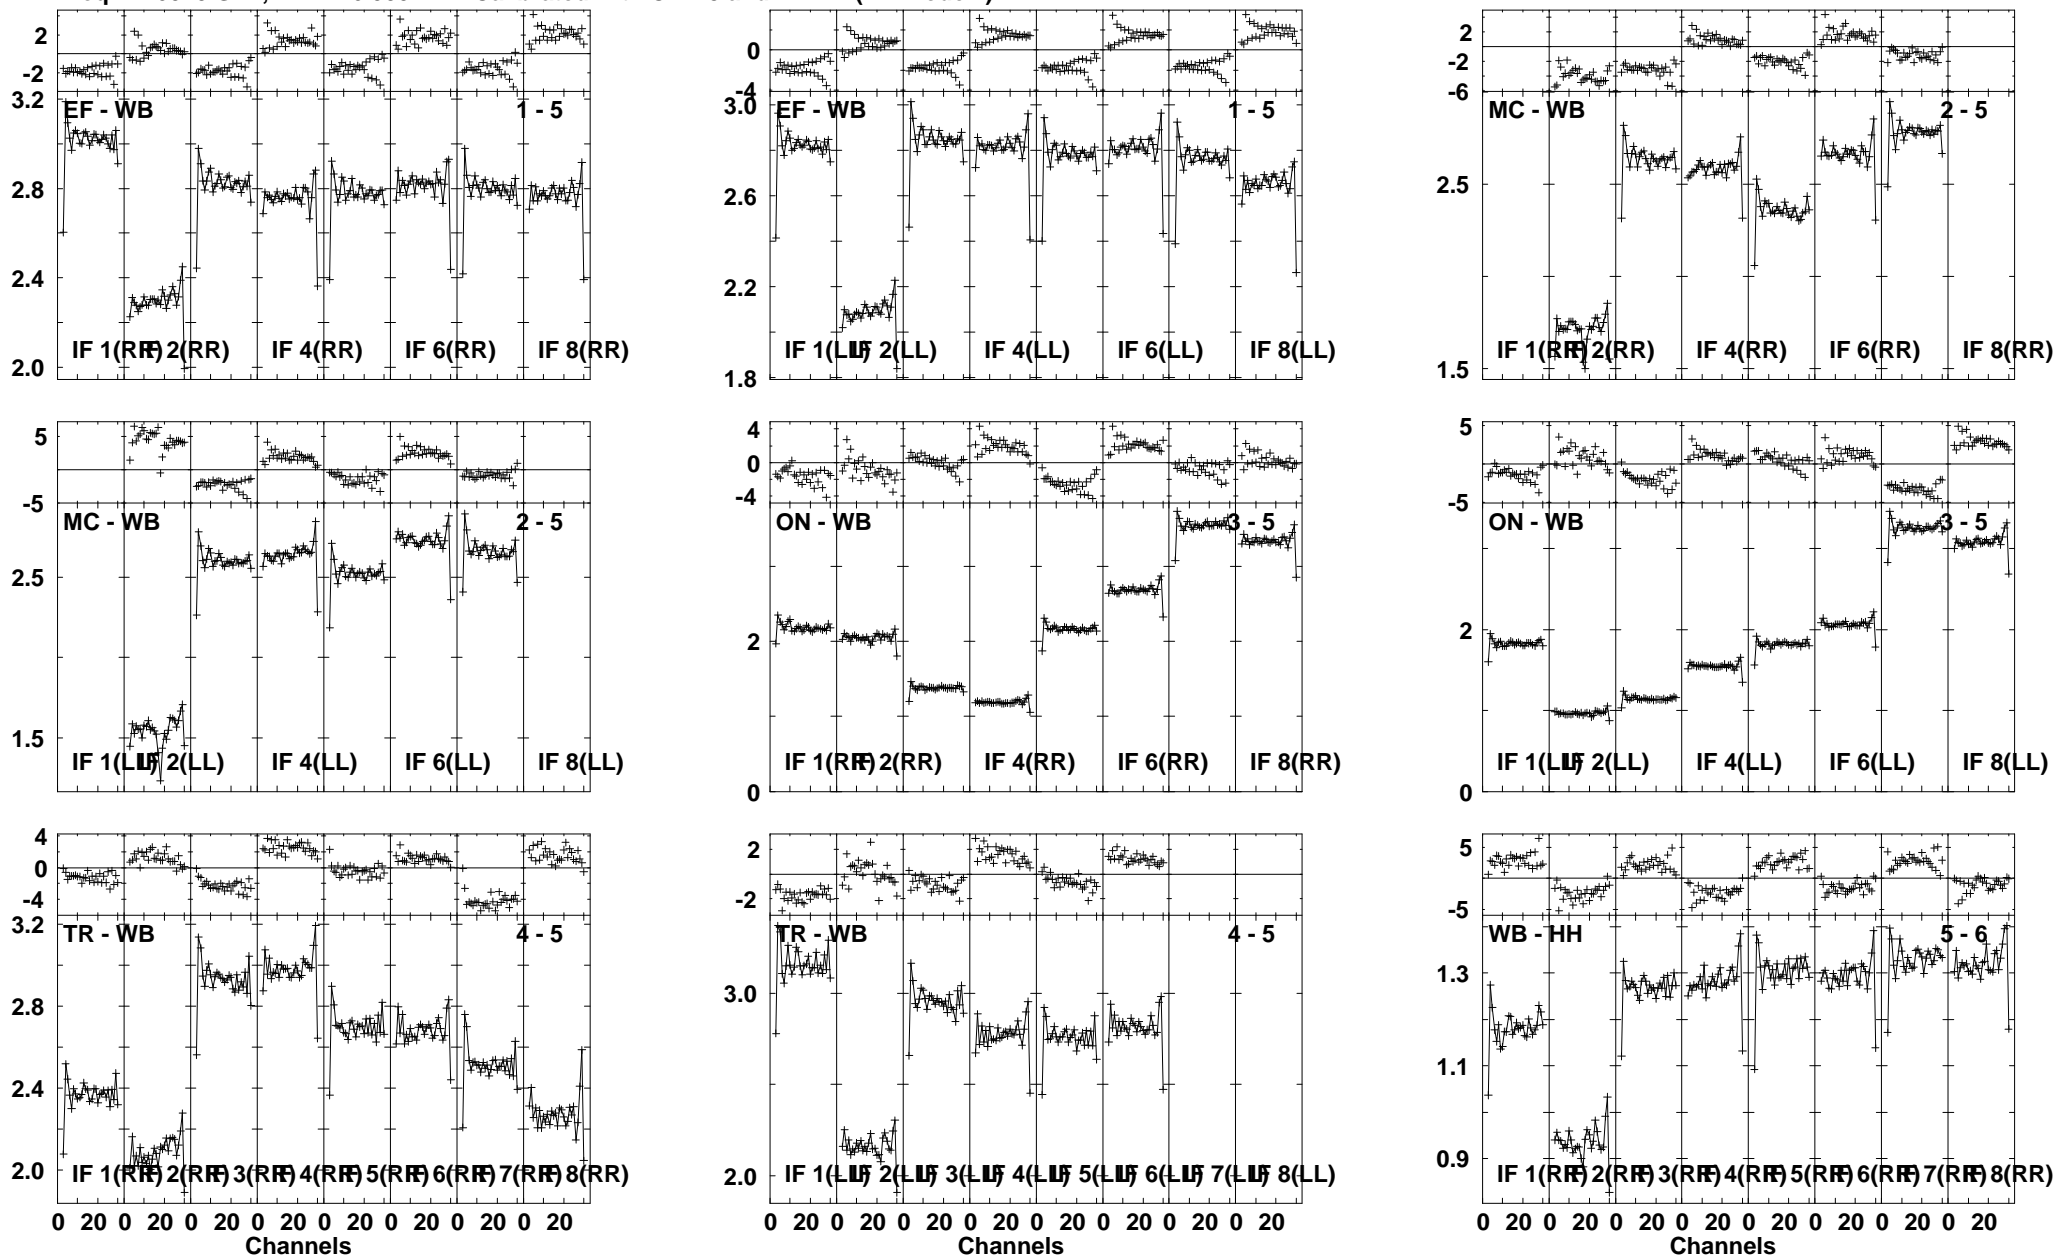 2
-2
3.2
2.8
2.4
2.0
EF - WB 1 - 5
IF 1(RR) IF 2(RR) IF 4(RR) IF 6(RR) IF 8(RR)
0
-4
3.0
2.6
2.2
1.8
EF - WB 1 - 5
IF 1(LL) IF 2(LL) IF 4(LL) IF 6(LL) IF 8(LL)
2
-2
-6
2.5
1.5
MC - WB 2 - 5
IF 1(RR) IF 2(RR) IF 4(RR) IF 6(RR) IF 8(RR)
5
-5
2.5
1.5
MC - WB 2 - 5
IF 1(LL) IF 2(LL) IF 4(LL) IF 6(LL) IF 8(LL)
4
0
-4
2
0
ON - WB 3 - 5
IF 1(RR) IF 2(RR) IF 4(RR) IF 6(RR) IF 8(RR)
5
-5
2
0
ON - WB 3 - 5
IF 1(LL) IF 2(LL) IF 4(LL) IF 6(LL) IF 8(LL)
4
0
-4
3.2
2.8
2.4
2.0
TR - WB 4 - 5
IF 1(RR) IF 2(RR) IF 3(RR) IF 4(RR) IF 5(RR) IF 6(RR) IF 7(RR) IF 8(RR)
0 20 0 20 0 20 0 20 0 20 0 20 0 20 0 20
Channels
2
-2
3.0
2.0
TR - WB 4 - 5
IF 1(LL) IF 2(LL) IF 3(LL) IF 4(LL) IF 5(LL) IF 6(LL) IF 7(LL) IF 8(LL)
0 20 0 20 0 20 0 20 0 20 0 20 0 20 0 20
Channels
5
-5
1.3
1.1
0.9
WB - HH 5 - 6
IF 1(RR) IF 2(RR) IF 3(RR) IF 4(RR) IF 5(RR) IF 6(RR) IF 7(RR) IF 8(RR)
0 20 0 20 0 20 0 20 0 20 0 20 0 20 0 20
Channels